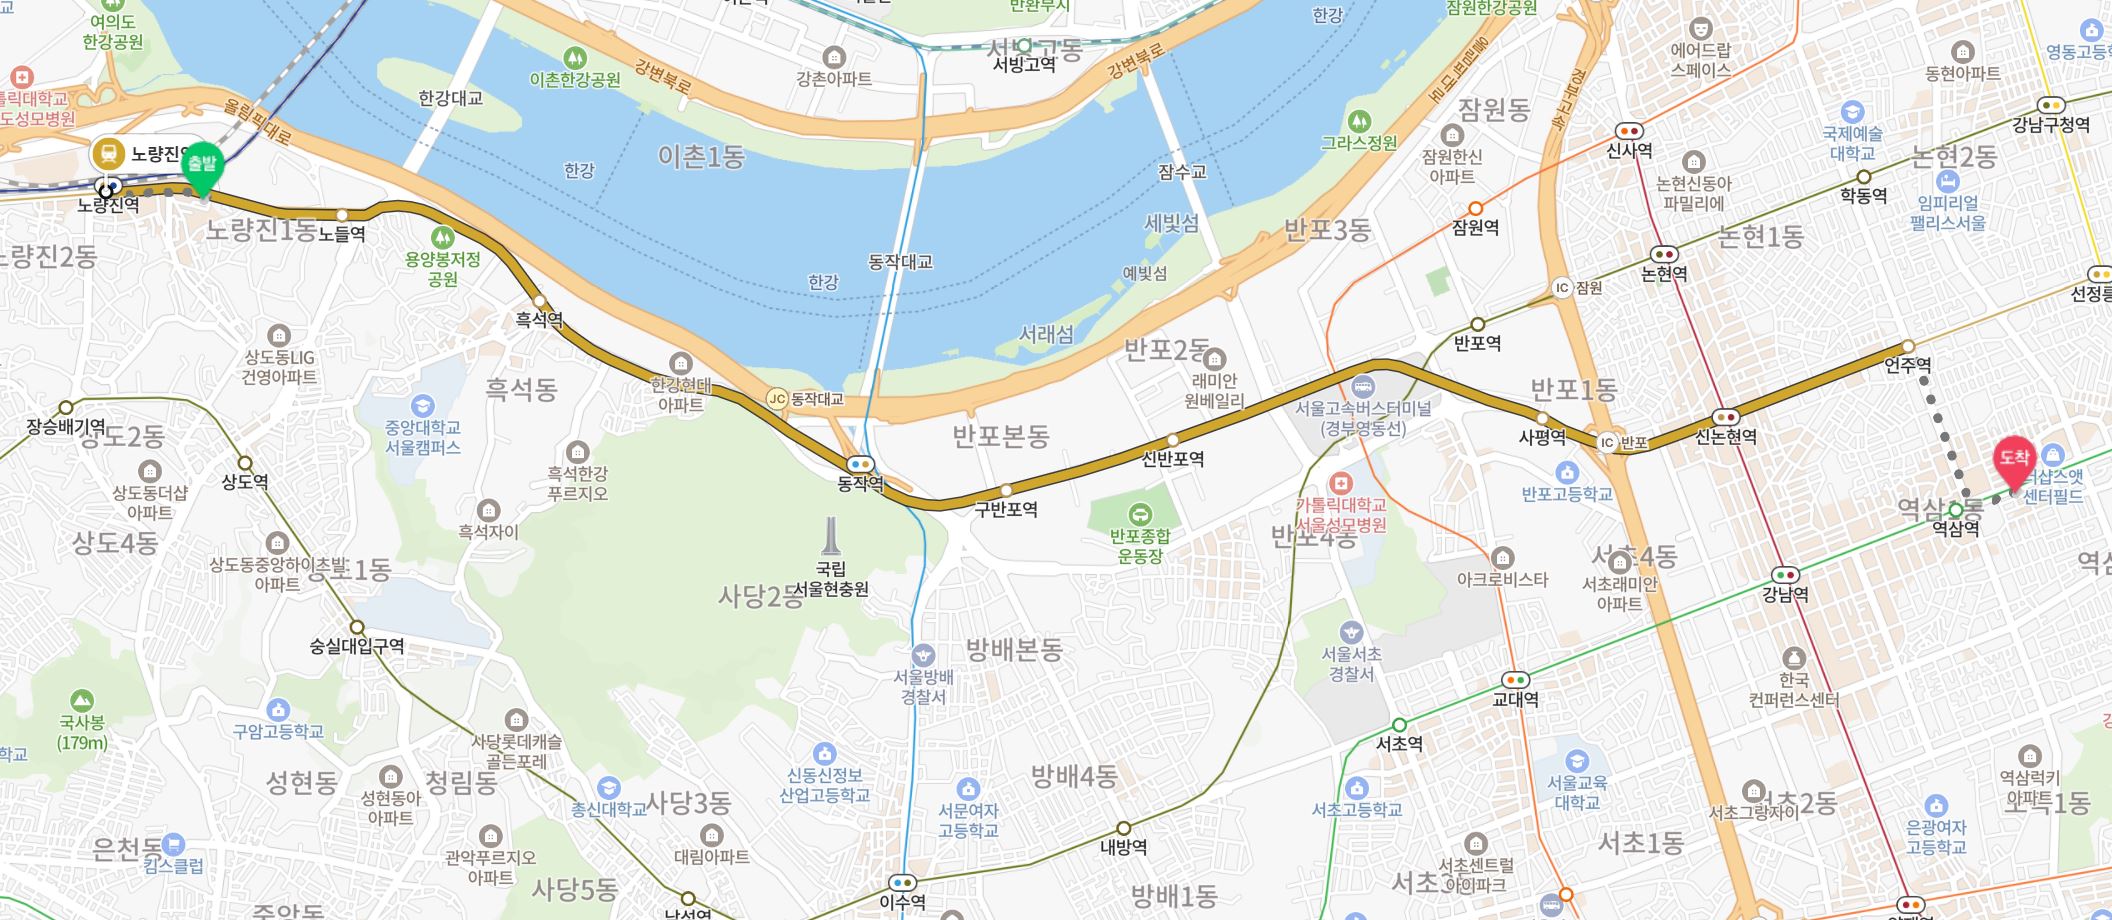 여의도
한강공원
이촌한강공원
강변북로
강촌아파트
서빙고역
강변북로
한강
잠원한강공원
올림픽대로
경부고속
에어드랍
스페이스
동현아파트
한강대교
올림픽대로
잠원동
그라스정원
국제예술
대학교
강남구청역
노량진역
출발
이촌1동
한강
잠수교
잠원한신
아파트
신사역
논현신동아
파밀리에
논현2동
학동역
임피리얼
팰리스서울
노량진1동
노들역
용양봉저정
공원
세빛섬
반포3동
잠원역
논현1동
논현역
동작대교
한강
예빛섬
IC 잠원
흑석역
서래섬
반포2동
반포역
상도동LIG
건영아파트
래미안
원베일리
언주역
흑석동
한강현대
아파트
JC 동작대교
반포1동
장승배기역
상도2동
중앙대학교
서울캠퍼스
서울고속버스터미널
(경부영동선)
반포본동
사평역
IC 반포
신논현역
신반포역
도착
상도역
상도동더샵
아파트
흑석한강
푸르지오
동작역
구반포역
반포고등학교
센터필드
가톨릭대학교
서울성모병원
흑석자이
반포종합
운동장
반포4동
역삼1동
역삼역
상도4동
상도동중앙하이츠빌
아파트
상도1동
국립
서울현충원
사당2동
아크로비스타
서초4동
서초래미안
아파트
강남역
숭실대입구역
방배본동
서울방배
경찰서
서울서초
경찰서
한국
컨퍼런스센터
교대역
국사봉
(179m)
구암고등학교
사당롯데캐슬
골든포레
서초역
성현동
청림동
성현동아
아파트
총신대학교
사당3동
신동신정보
산업고등학교
서문여자
고등학교
방배4동
서초고등학교
서울교육
대학교
서초그랑자이
역삼럭키
아파트
은천동
킴스클럽
관악푸르지오
아파트
대림아파트
내방역
서초1동
은광여자
고등학교
서초센트럴
아이파크
사당5동
이수역
방배1동